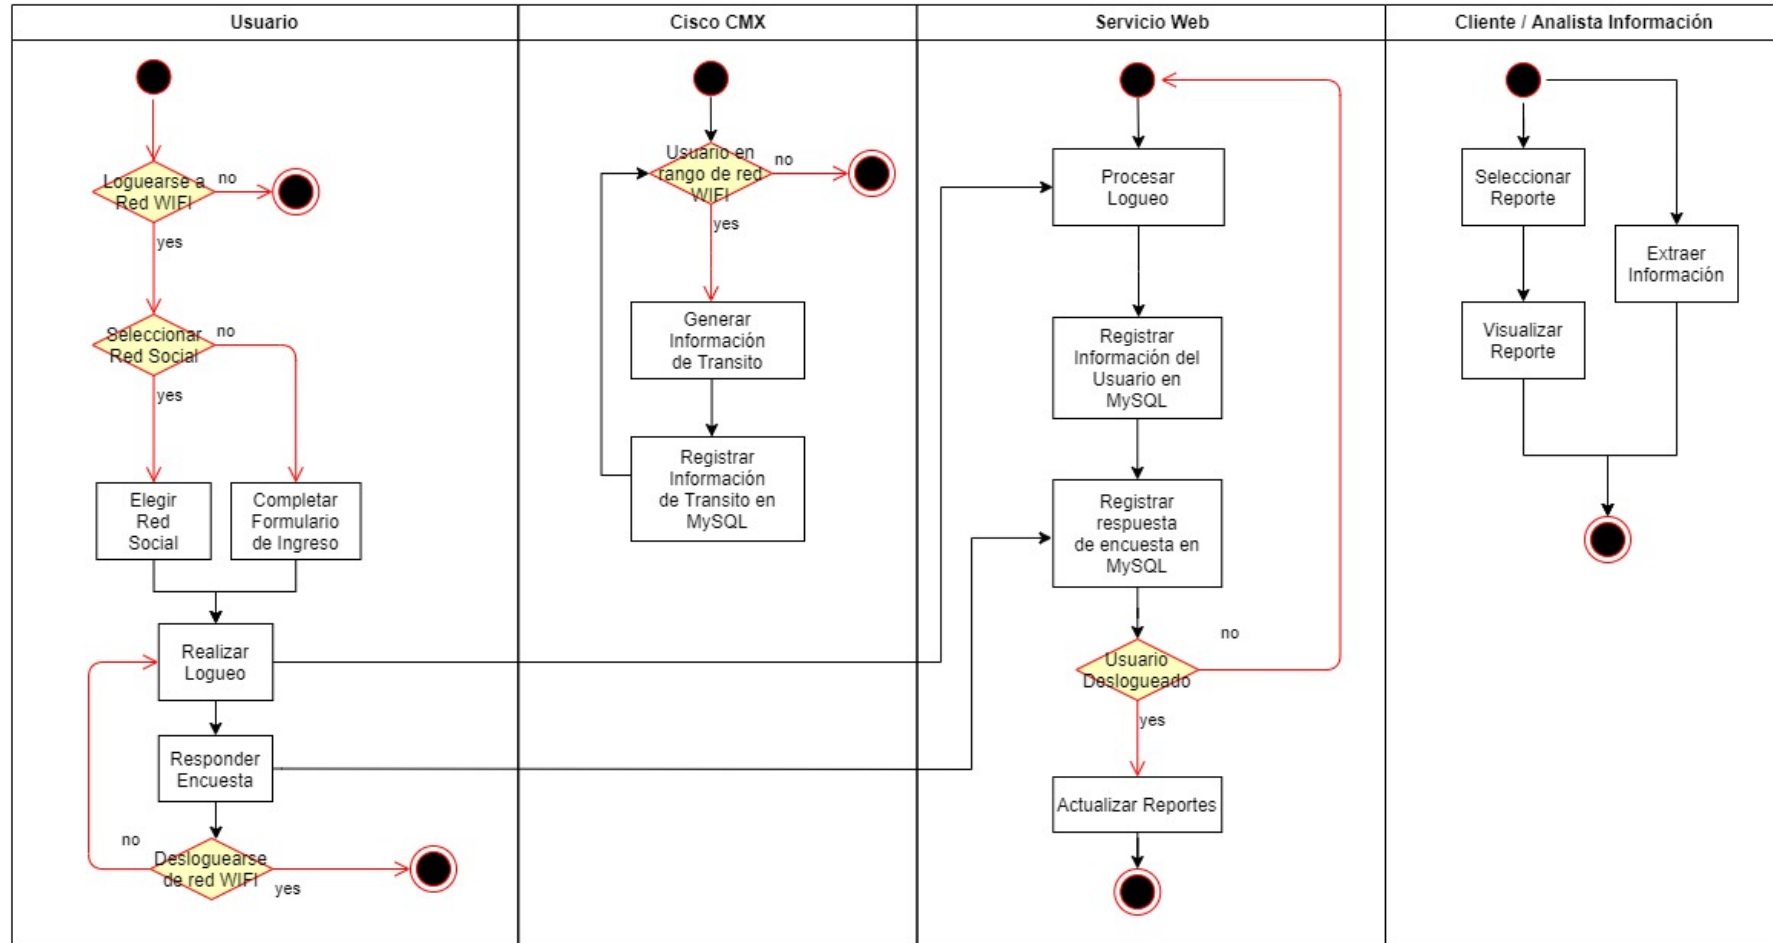 Usuario
Cisco CMX
Servicio Web
Cliente / Analista Información
Loguearse a
Red WIFI
no
yes
Seleccionar
Red Social
no
yes
Elegir
Red
Social
Completar
Formulario
de Ingreso
Realizar
Logueo
Responder
Encuesta
no
Desloguearse
de red WIFI
yes
Usuario en
rango de red
WIFI
no
yes
Generar
Información
de Transito
Registrar
Información
de Transito en
MySQL
Procesar
Logueo
Registrar
Información del
Usuario en
MySQL
Registrar
respuesta
de encuesta en
MySQL
no
Usuario
Deslogueado
yes
Actualizar Reportes
Seleccionar
Reporte
Extraer
Información
Visualizar
Reporte